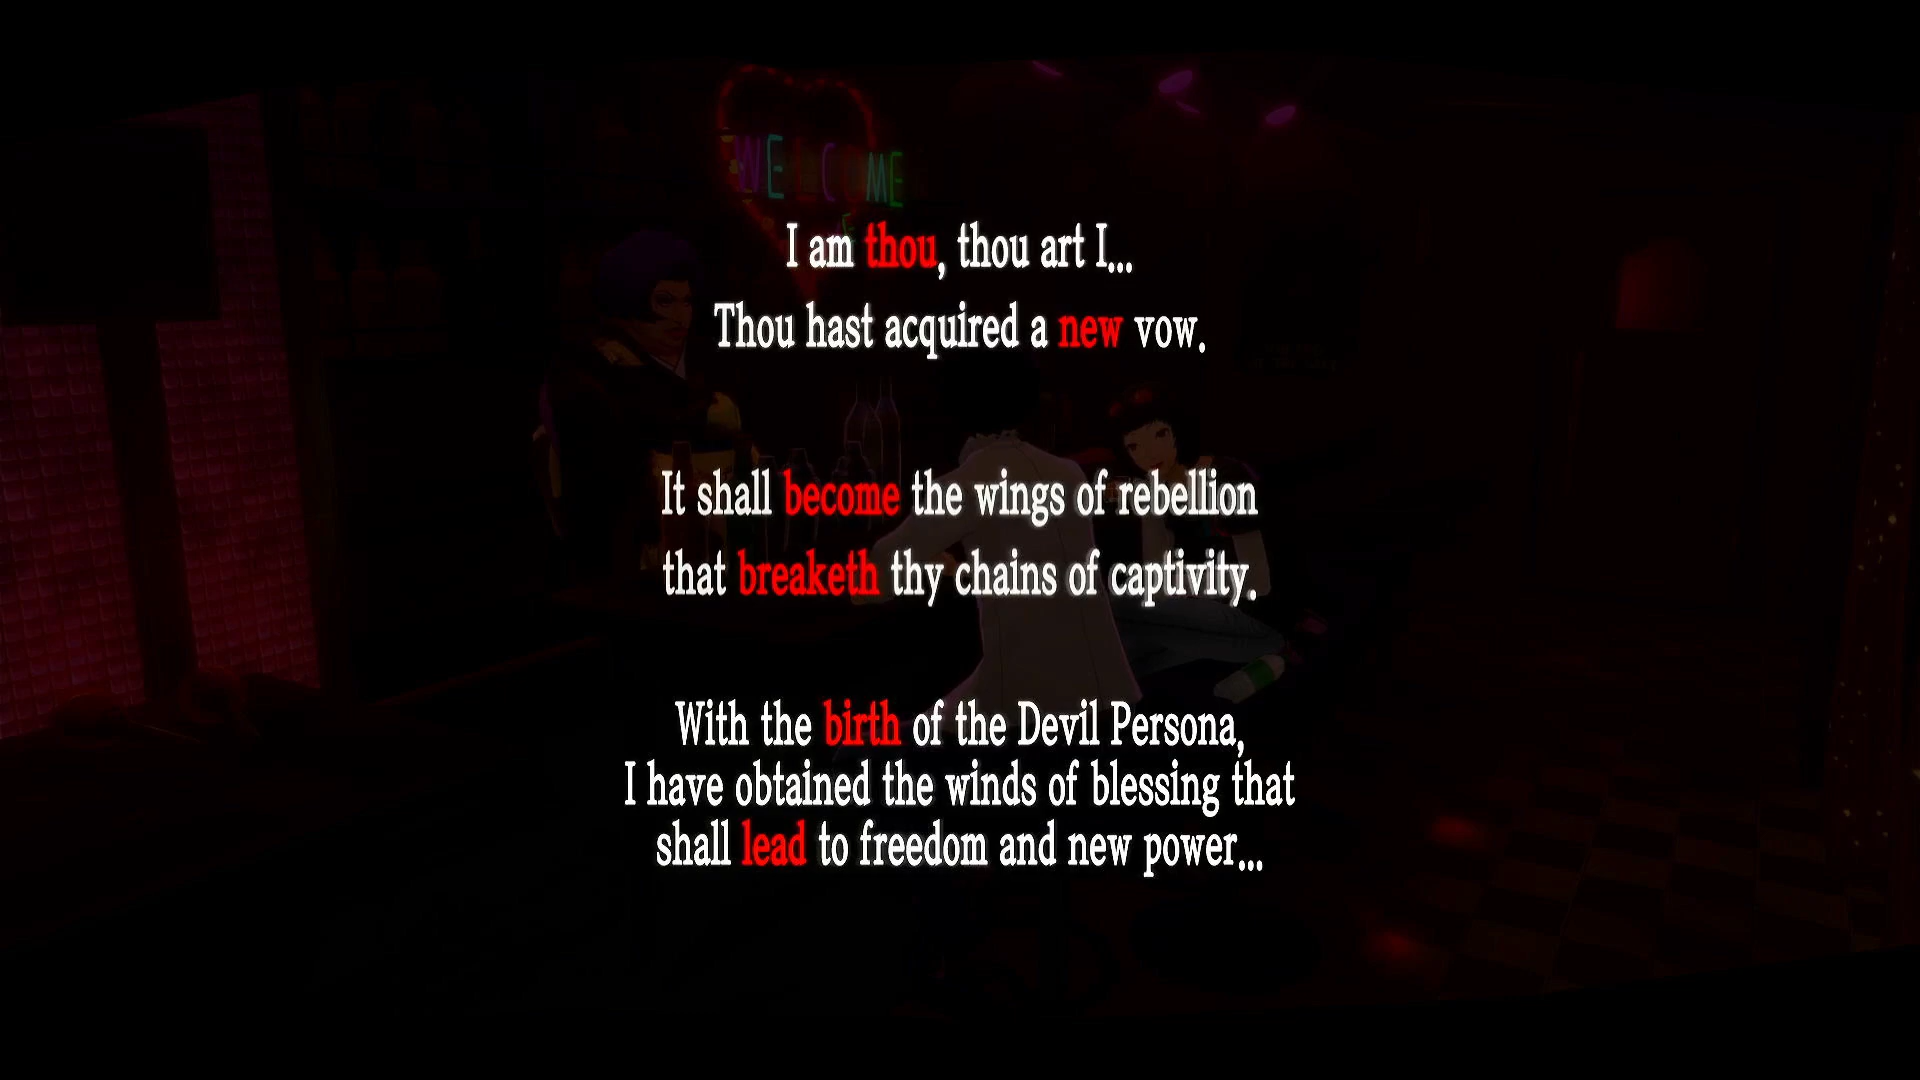 WELCOME
I am thou, thou art I...
Thou hast acquired a new vow.
It shall become the wings of rebellion
that breaketh thy chains of captivity.
With the birth of the Devil Persona,
I have obtained the winds of blessing that
shall lead to freedom and new power...